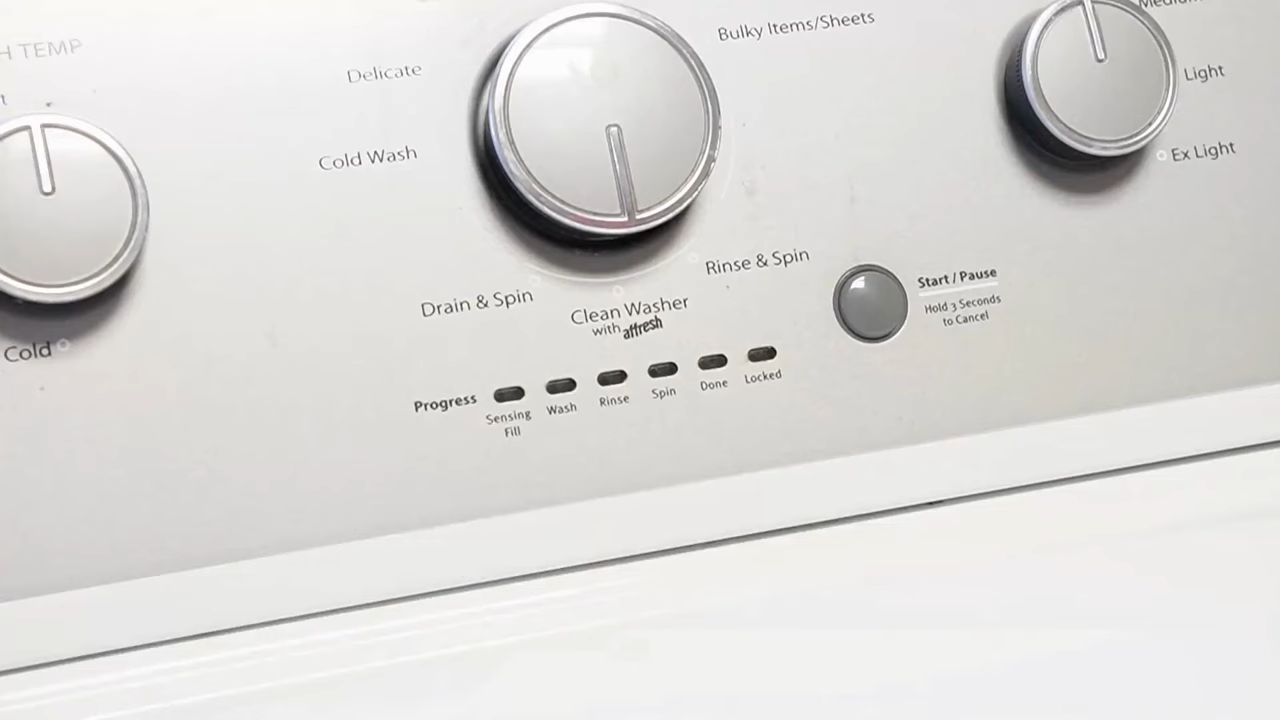 H TEMP
Delicate
Cold Wash
Bulky Items/Sheets
Light
Ex Light
Rinse & Spin
Drain & Spin
Clean Washer
with affresh
Start / Pause
Hold 3 Seconds
to Cancel
Cold
Progress
Sensing
Fill
Wash
Rinse
Spin
Done
Locked